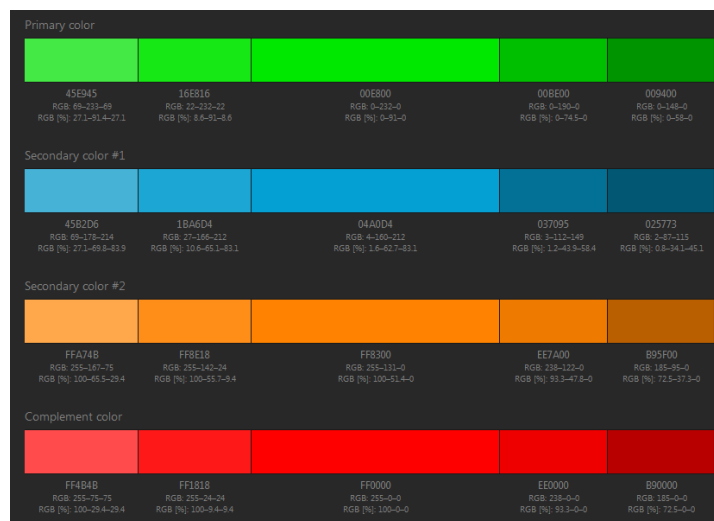 Primary color
45E945 16E816 00E800 00BE00 009400
RGB: 69–233–69 RGB: 22–232–22 RGB: 0–232–0 RGB: 0–190–0 RGB: 0–148–0
RGB [%]: 27.1–91.4–27.1 RGB [%]: 8.6–91–8.6 RGB [%]: 0–91–0 RGB [%]: 0–74.5–0 RGB [%]: 0–58–0
Secondary color #1
45B2D6 1BA6D4 04A0D4 037095 025773
RGB: 69–178–214 RGB: 27–166–212 RGB: 4–160–212 RGB: 3–112–149 RGB: 2–87–115
RGB [%]: 27.1–69.8–83.9 RGB [%]: 10.6–65.1–83.1 RGB [%]: 1.6–62.7–83.1 RGB [%]: 1.2–43.9–58.4 RGB [%]: 0.8–34.1–45.1
Secondary color #2
FFA74B FF8E18 FF8300 EE7A00 B95F00
RGB: 255–167–75 RGB: 255–142–24 RGB: 255–131–0 RGB: 238–122–0 RGB: 185–95–0
RGB [%]: 100–65.5–29.4 RGB [%]: 100–55.7–9.4 RGB [%]: 100–51.4–0 RGB [%]: 93.3–47.8–0 RGB [%]: 72.5–37.3–0
Complement color
FF4B4B FF1818 FF0000 EE0000 B90000
RGB: 255–75–75 RGB: 255–24–24 RGB: 255–0–0 RGB: 238–0–0 RGB: 185–0–0
RGB [%]: 100–29.4–29.4 RGB [%]: 100–9.4–9.4 RGB [%]: 100–0–0 RGB [%]: 93.3–0–0 RGB [%]: 72.5–0–0